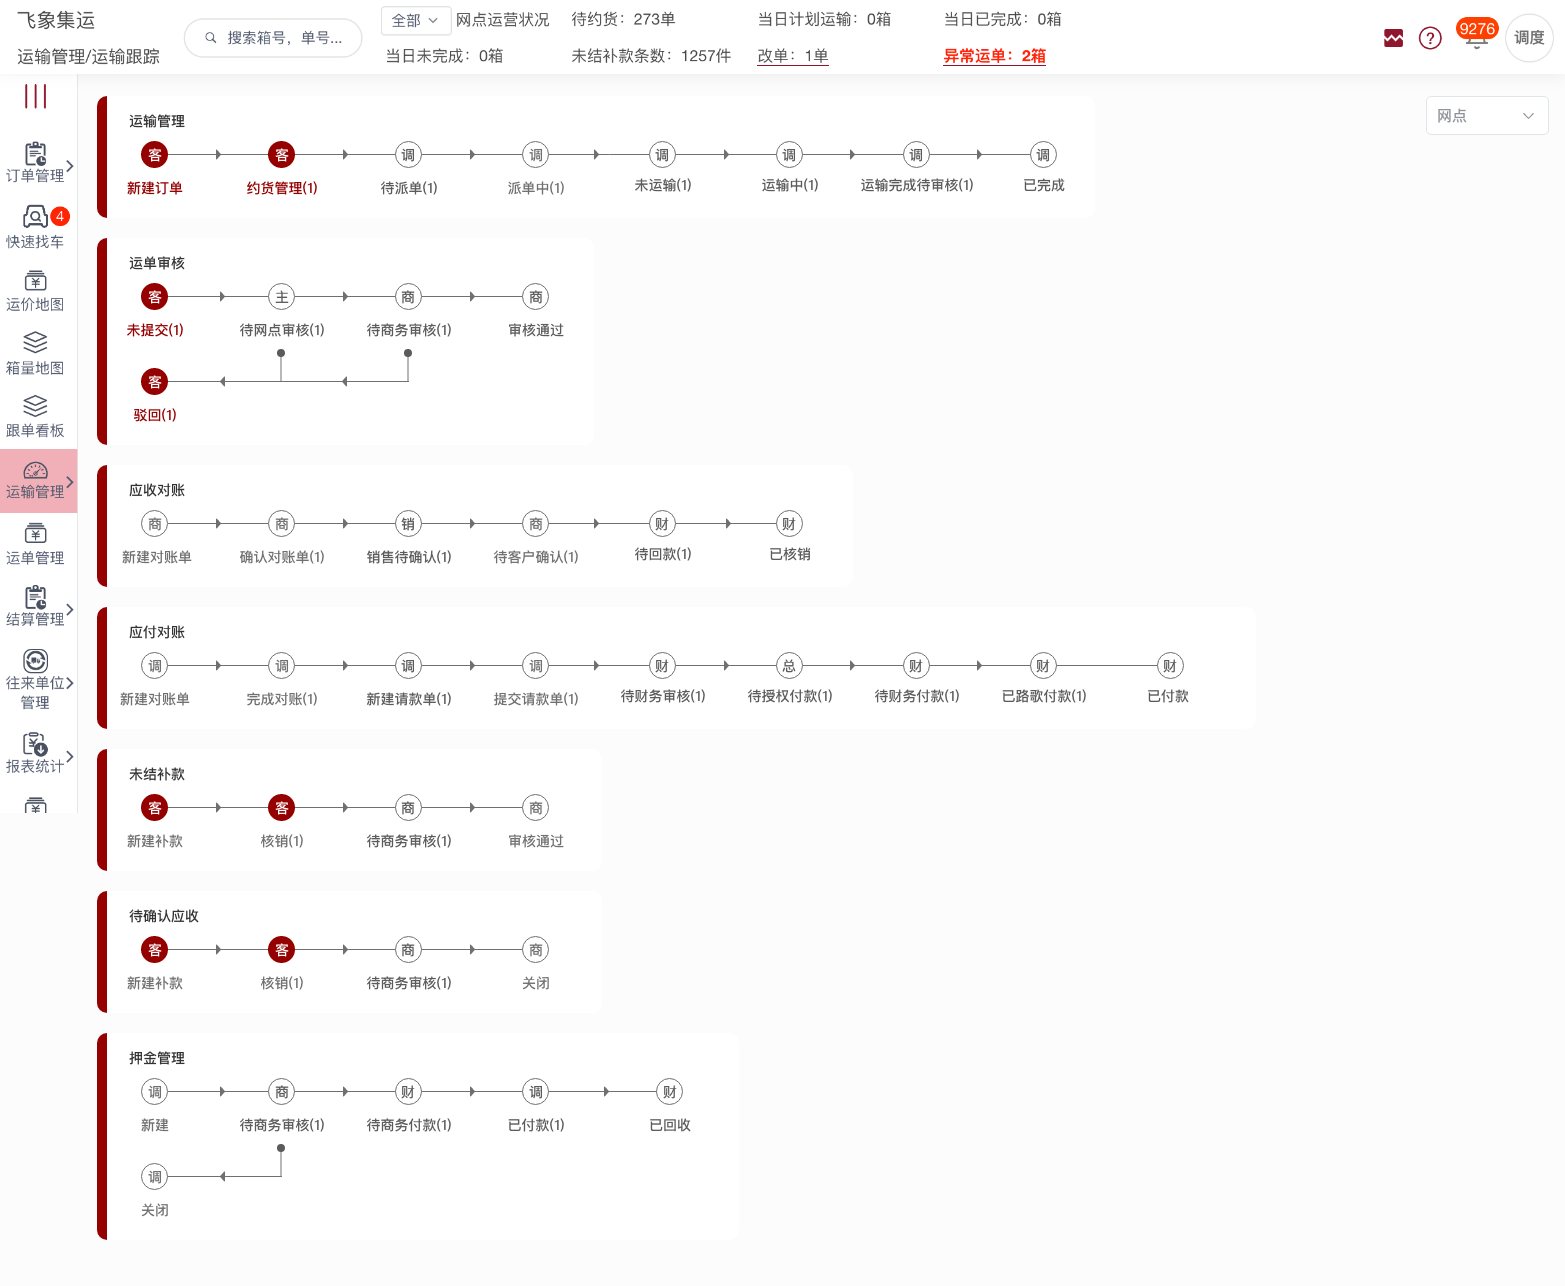 飞象集运
运输管理/运输跟踪
搜索箱号，单号...
全部 网点运营状况 待约货：273单 当日计划运输：0箱 当日已完成：0箱
当日未完成：0箱 未结补款条数：1257件 改单：1单 异常运单：2箱
9276
调度
订单管理
4
快速找车
运价地图
箱量地图
跟单看板
运输管理
运单管理
结算管理
往来单位
管理
报表统计
网点
运输管理
客 客 调 调 调 调 调 调
新建订单 约货管理(1) 待派单(1) 派单中(1) 未运输(1) 运输中(1) 运输完成待审核(1) 已完成
运单审核
客 主 商 商
未提交(1) 待网点审核(1) 待商务审核(1) 审核通过
客
驳回(1)
应收对账
商 商 销 商 财 财
新建对账单 确认对账单(1) 销售待确认(1) 待客户确认(1) 待回款(1) 已核销
应付对账
调 调 调 调 财 总 财 财 财
新建对账单 完成对账(1) 新建请款单(1) 提交请款单(1) 待财务审核(1) 待授权付款(1) 待财务付款(1) 已路歌付款(1) 已付款
未结补款
客 客 商 商
新建补款 核销(1) 待商务审核(1) 审核通过
待确认应收
客 客 商 商
新建补款 核销(1) 待商务审核(1) 关闭
押金管理
调 商 财 调 财
新建 待商务审核(1) 待商务付款(1) 已付款(1) 已回收
调
关闭